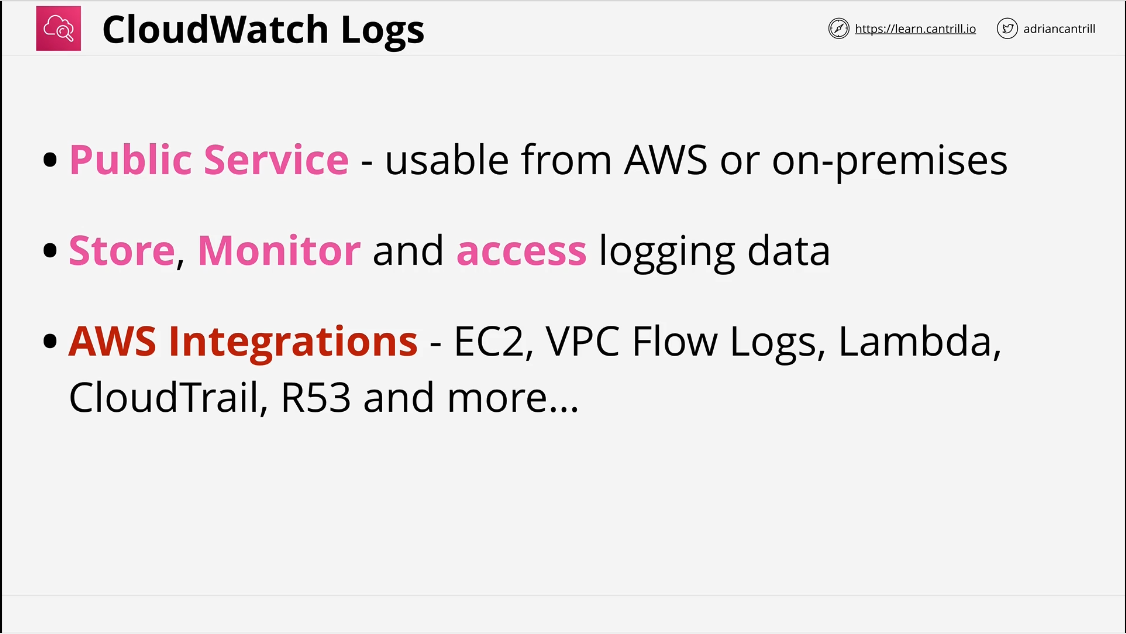 CloudWatch Logs
https://learn.cantrill.io
adriancantrill
• Public Service - usable from AWS or on-premises
• Store, Monitor and access logging data
• AWS Integrations - EC2, VPC Flow Logs, Lambda,
CloudTrail, R53 and more...